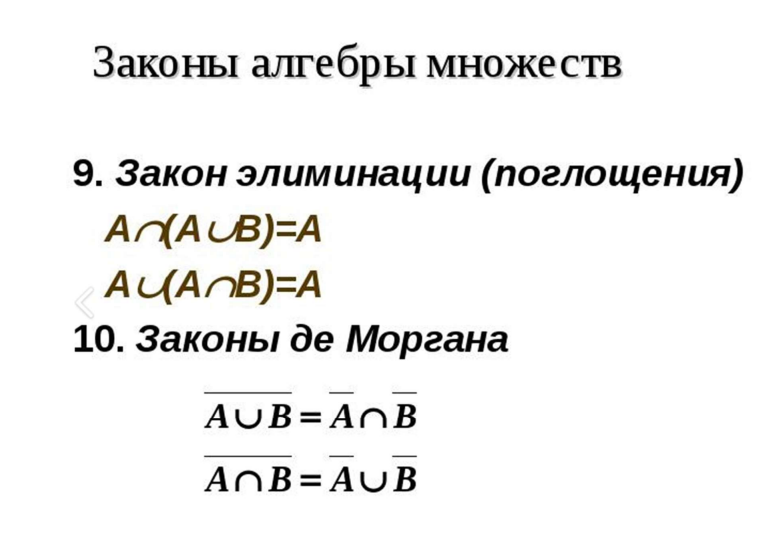 Законы алгебры множеств
9. Закон элиминации (поглощения)
A∩(A∪B)=A
A∪(A∩B)=A
10. Законы де Моргана
A̅ ̅∪̅ ̅B̅ = A̅ ∩ B̅
A̅ ̅∩̅ ̅B̅ = A̅ ∪ B̅